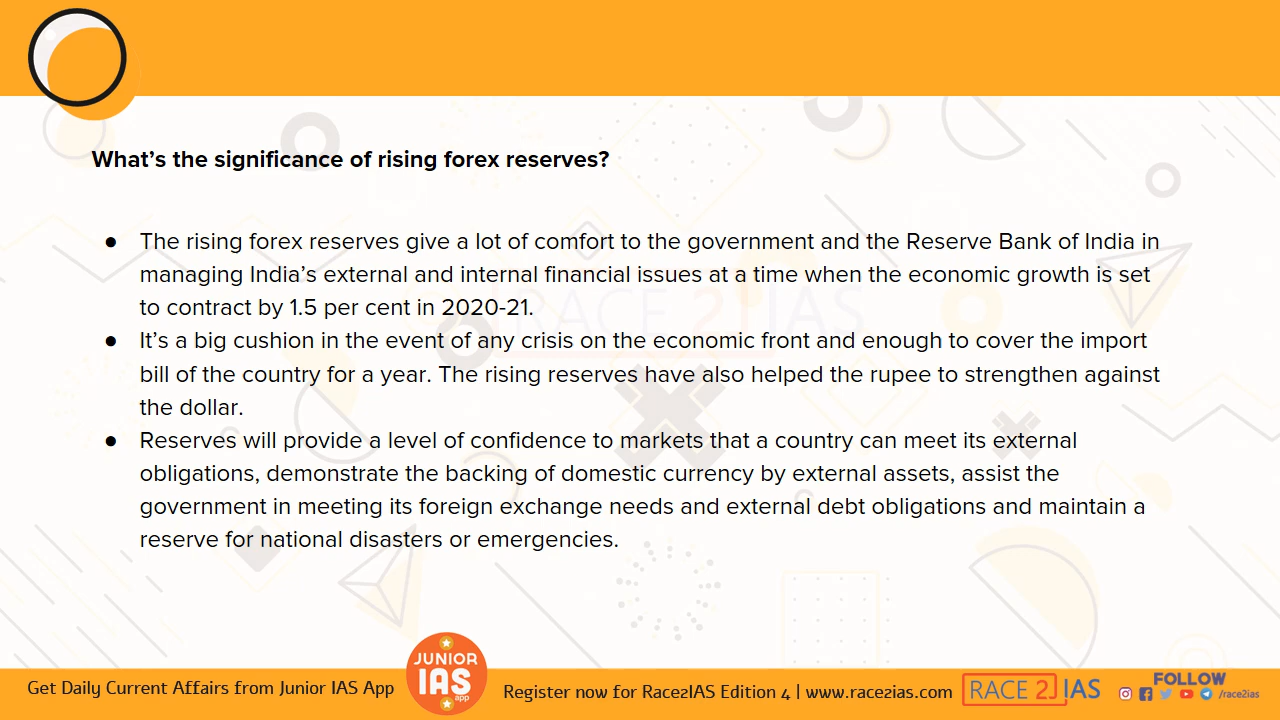 What's the significance of rising forex reserves?
● The rising forex reserves give a lot of comfort to the government and the Reserve Bank of India in
managing India's external and internal financial issues at a time when the economic growth is set
to contract by 1.5 per cent in 2020-21.
● It's a big cushion in the event of any crisis on the economic front and enough to cover the import
bill of the country for a year. The rising reserves have also helped the rupee to strengthen against
the dollar.
● Reserves will provide a level of confidence to markets that a country can meet its external
obligations, demonstrate the backing of domestic currency by external assets, assist the
government in meeting its foreign exchange needs and external debt obligations and maintain a
reserve for national disasters or emergencies.
RACE 2 IAS
Get Daily Current Affairs from Junior IAS App
JUNIOR
IAS
app
Register now for Race2IAS Edition 4 | www.race2ias.com
RACE 2 IAS
FOLLOW
/race2ias